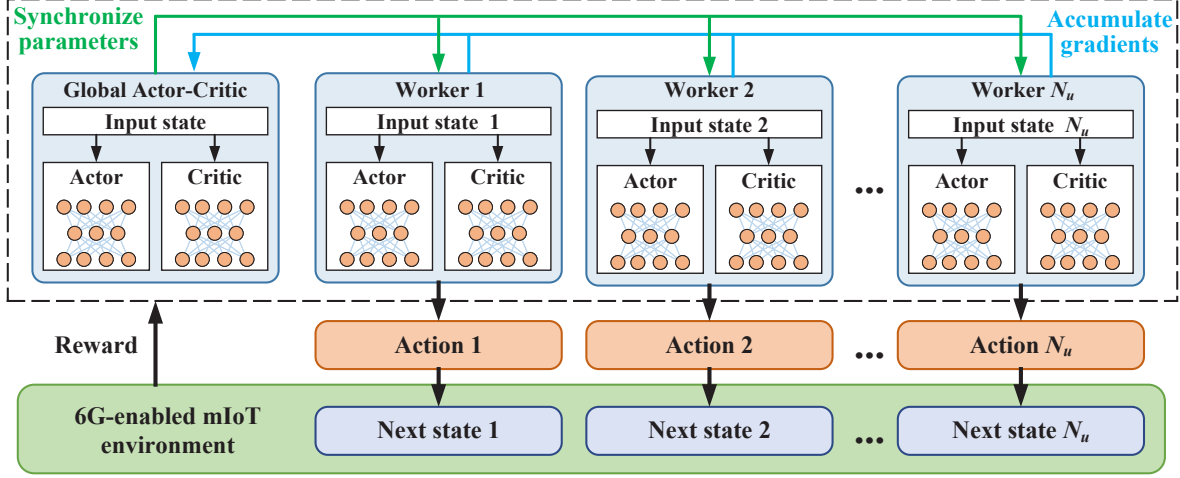 Synchronize
parameters
Accumulate
gradients
Global Actor-Critic
Input state
Actor
Critic
Worker 1
Input state 1
Actor
Critic
Worker 2
Input state 2
Actor
Critic
...
Worker Nu
Input state Nu
Actor
Critic
Reward
Action 1
Action 2
...
Action Nu
6G-enabled mIoT
environment
Next state 1
Next state 2
...
Next state Nu